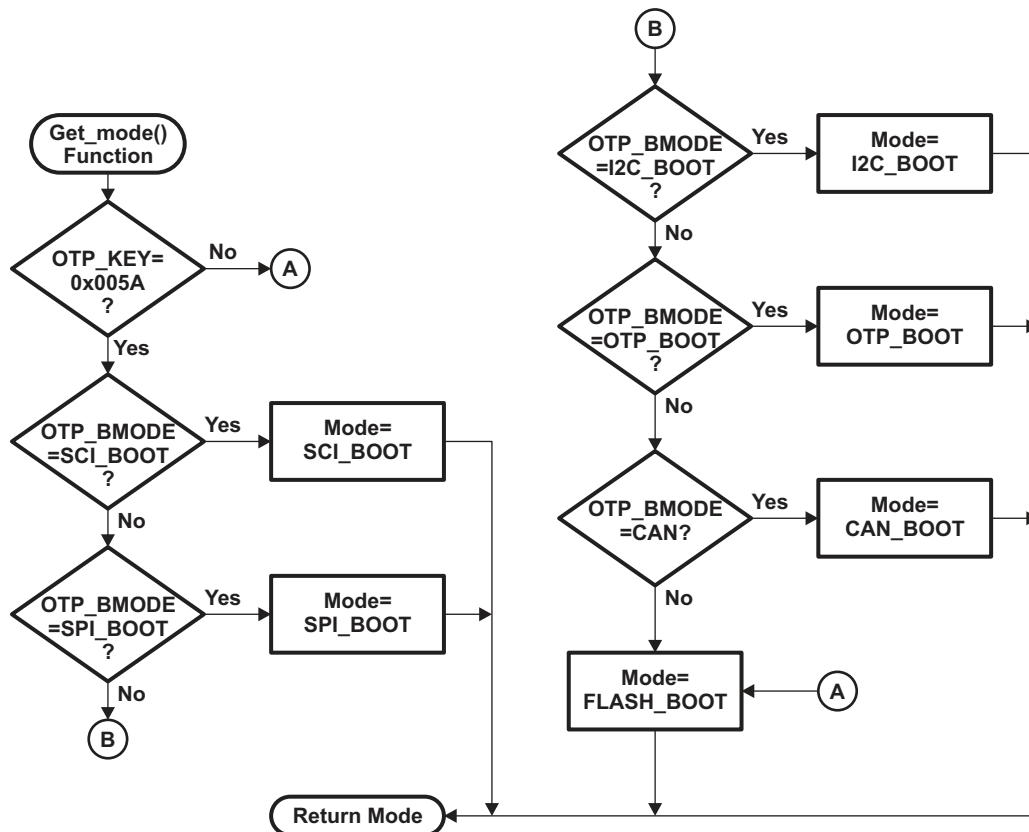 Get_mode()
Function
OTP_KEY=
0x005A
?
No
A
Yes
OTP_BMODE
=SCI_BOOT
?
Yes
Mode=
SCI_BOOT
No
OTP_BMODE
=SPI_BOOT
?
Yes
Mode=
SPI_BOOT
No
B
B
OTP_BMODE
=I2C_BOOT
?
Yes
Mode=
I2C_BOOT
No
OTP_BMODE
=OTP_BOOT
?
Yes
Mode=
OTP_BOOT
No
OTP_BMODE
=CAN?
Yes
Mode=
CAN_BOOT
No
Mode=
FLASH_BOOT
A
Return Mode